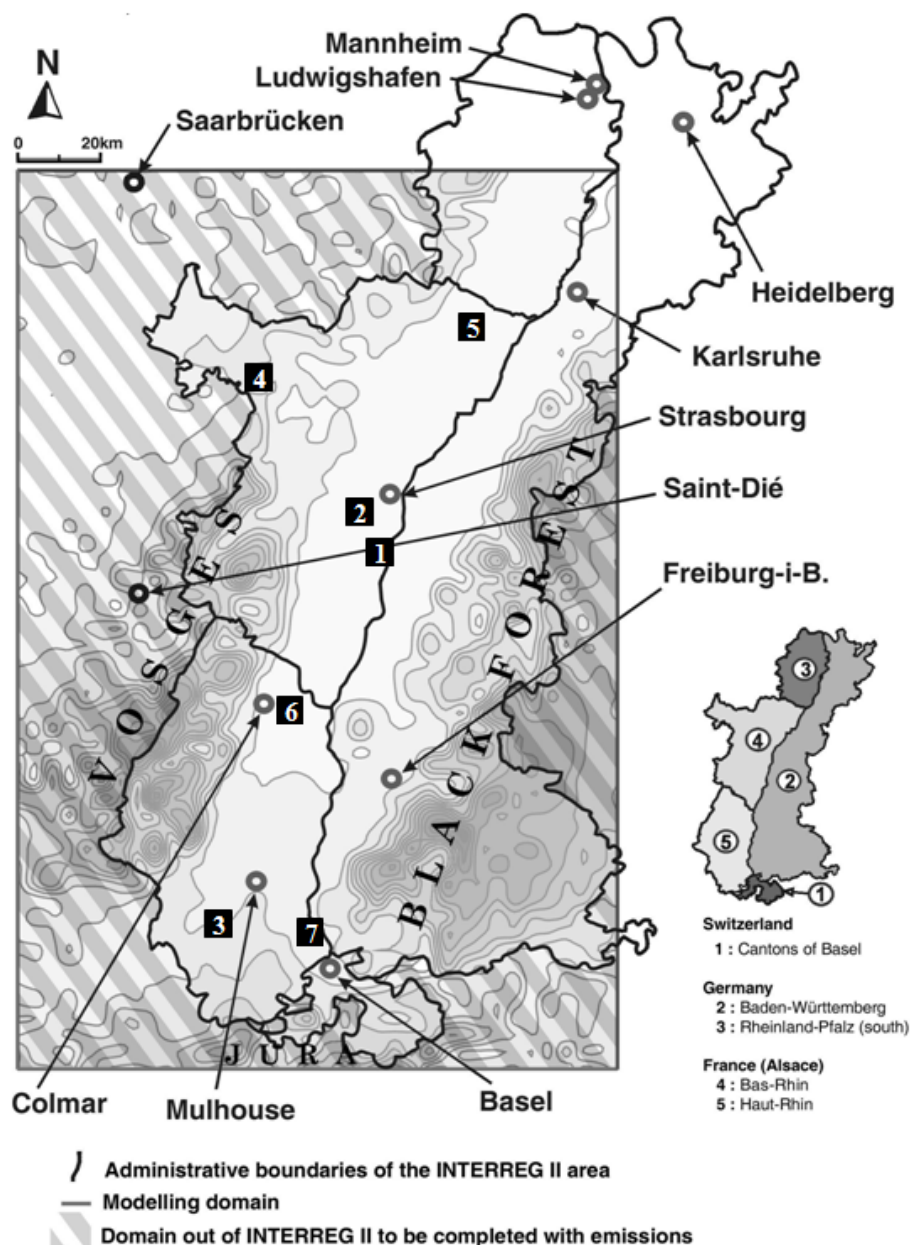 Mannheim
Ludwigshafen
N
Saarbrücken
0 20km
Heidelberg
5
Karlsruhe
4
Strasbourg
Saint-Dié
2
1
Freiburg-i-B.
VOSGES
BLACK FOREST
6
3
7
JURA
Colmar
Mulhouse
Basel
3
4
2
5
1
Switzerland
1 : Cantons of Basel
Germany
2 : Baden-Württemberg
3 : Rheinland-Pfalz (south)
France (Alsace)
4 : Bas-Rhin
5 : Haut-Rhin
Administrative boundaries of the INTERREG II area
Modelling domain
Domain out of INTERREG II to be completed with emissions